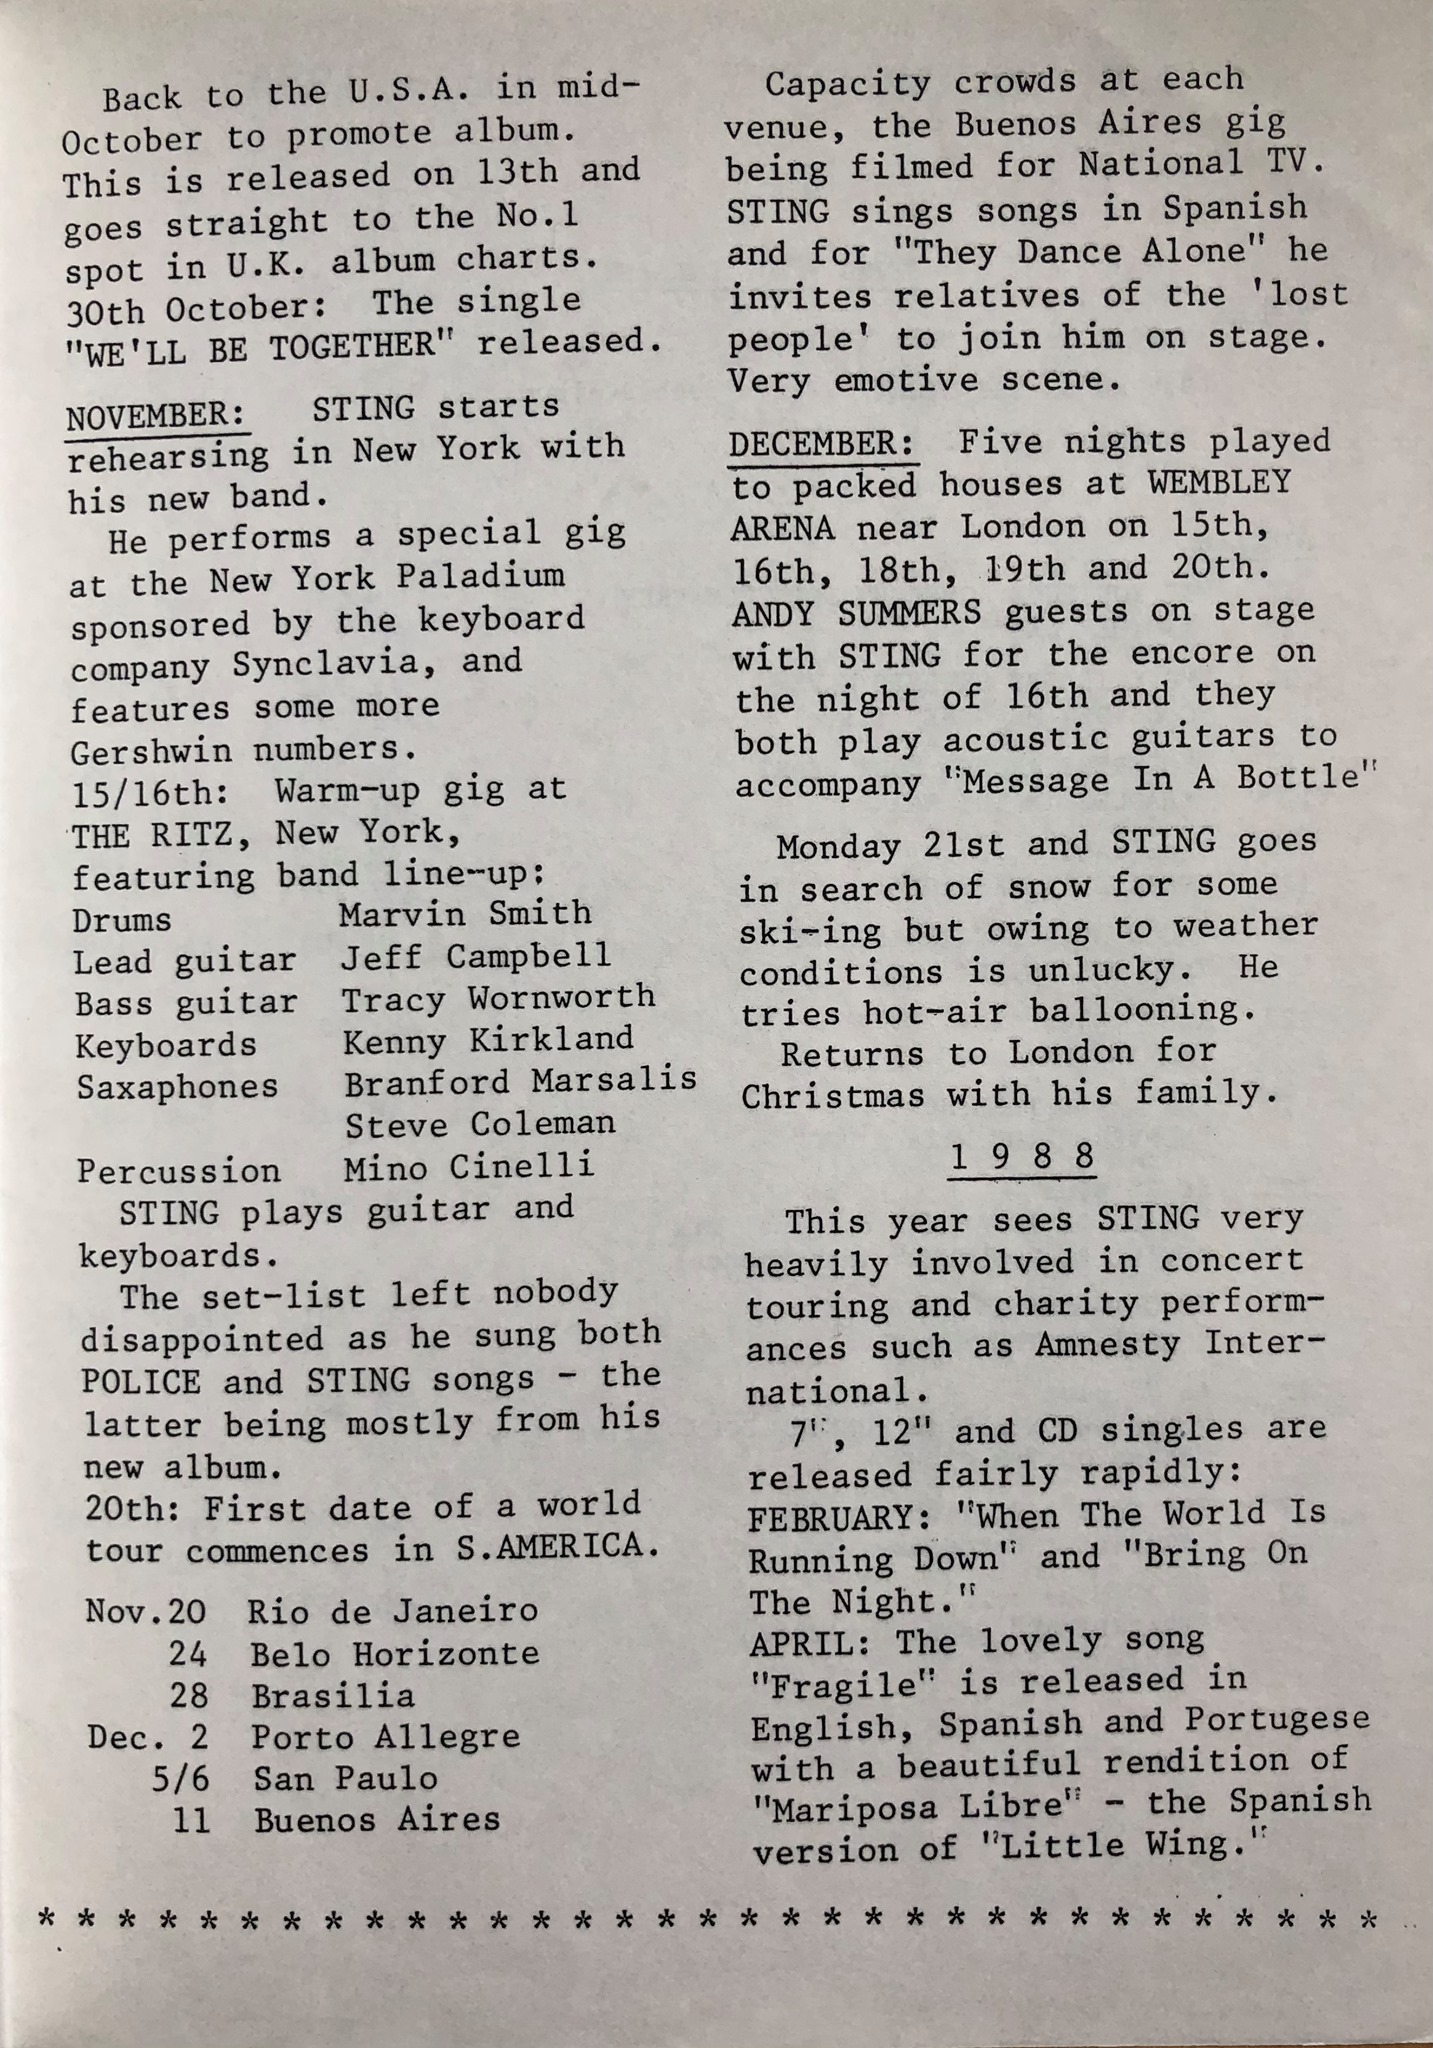 Back to the U.S.A. in mid-
October to promote album.
This is released on 13th and
goes straight to the No.1
spot in U.K. album charts.
30th October: The single
"WE'LL BE TOGETHER" released.
NOVEMBER: STING starts
rehearsing in New York with
his new band.
He performs a special gig
at the New York Paladium
sponsored by the keyboard
company Synclavia, and
features some more
Gershwin numbers.
15/16th: Warm-up gig at
THE RITZ, New York,
featuring band line-up:
Drums Marvin Smith
Lead guitar Jeff Campbell
Bass guitar Tracy Wornworth
Keyboards Kenny Kirkland
Saxaphones Branford Marsalis
Steve Coleman
Percussion Mino Cinelli
STING plays guitar and
keyboards.
The set-list left nobody
disappointed as he sung both
POLICE and STING songs - the
latter being mostly from his
new album.
20th: First date of a world
tour commences in S.AMERICA.
Nov.20 Rio de Janeiro
24 Belo Horizonte
28 Brasilia
Dec. 2 Porto Allegre
5/6 San Paulo
11 Buenos Aires
Capacity crowds at each
venue, the Buenos Aires gig
being filmed for National TV.
STING sings songs in Spanish
and for "They Dance Alone" he
invites relatives of the 'lost
people' to join him on stage.
Very emotive scene.
DECEMBER: Five nights played
to packed houses at WEMBLEY
ARENA near London on 15th,
16th, 18th, 19th and 20th.
ANDY SUMMERS guests on stage
with STING for the encore on
the night of 16th and they
both play acoustic guitars to
accompany "Message In A Bottle"
Monday 21st and STING goes
in search of snow for some
ski-ing but owing to weather
conditions is unlucky. He
tries hot-air ballooning.
Returns to London for
Christmas with his family.
1 9 8 8
This year sees STING very
heavily involved in concert
touring and charity perform-
ances such as Amnesty Inter-
national.
7", 12" and CD singles are
released fairly rapidly:
FEBRUARY: "When The World Is
Running Down" and "Bring On
The Night."
APRIL: The lovely song
"Fragile" is released in
English, Spanish and Portugese
with a beautiful rendition of
"Mariposa Libre" - the Spanish
version of "Little Wing."
* * * * * * * * * * * * * * * * * * * * * * * * * * * * * * * * *